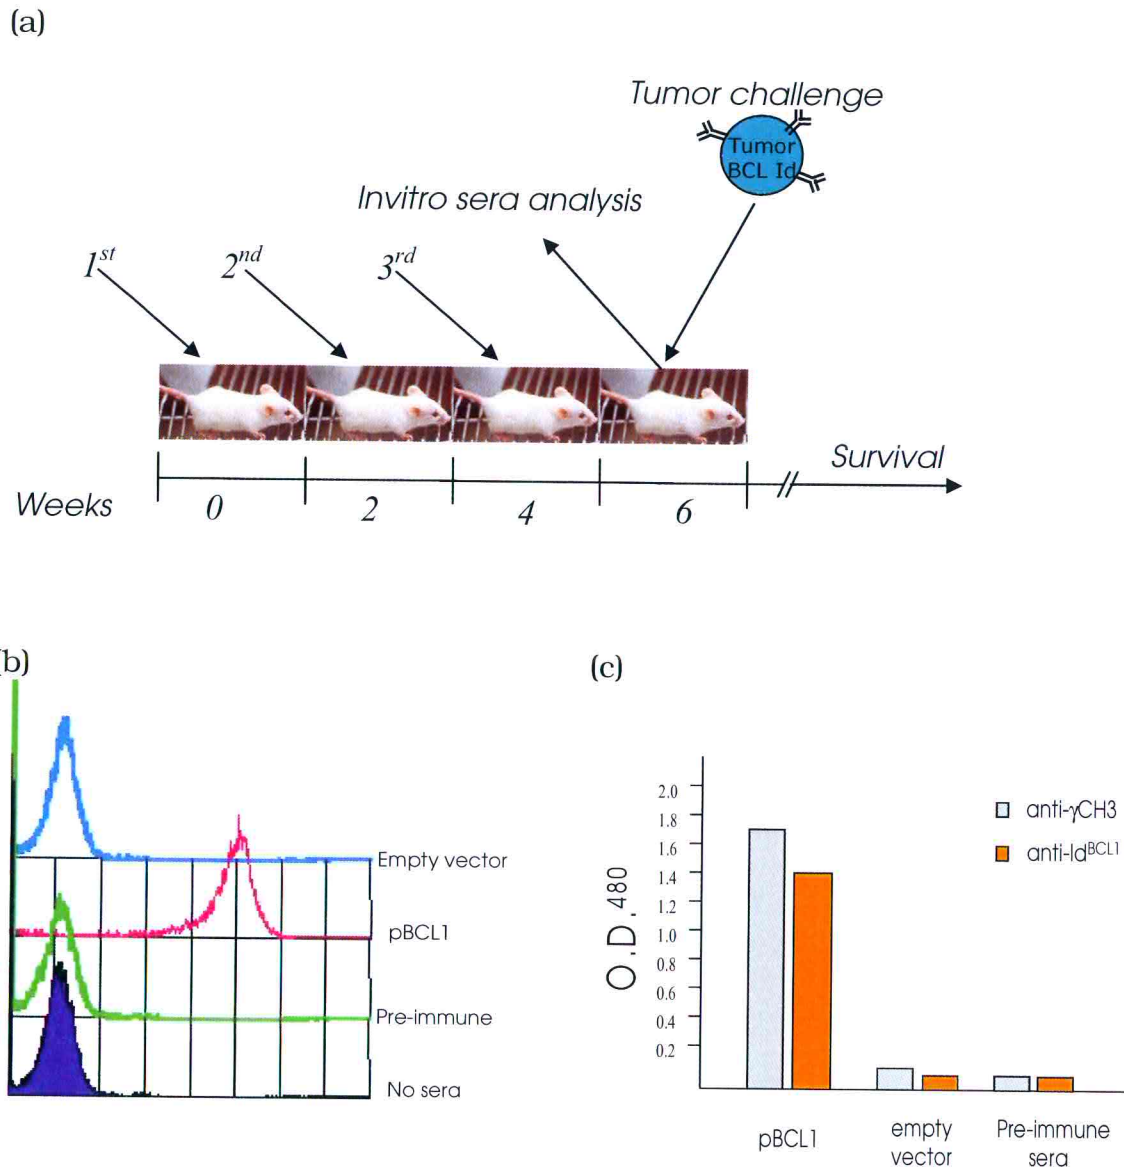 (a)
Tumor challenge
Tumor
BCL Id
Invitro sera analysis
1st
2nd
3rd
Survival
Weeks
0
2
4
6
(b)
Empty vector
pBCL1
Pre-immune
No sera
(c)
O.D.480
2.0
1.8
1.6
1.4
1.2
1.0
0.8
0.6
0.4
0.2
anti-γCH3
anti-IdBCL1
pBCL1
empty
vector
Pre-immune
sera